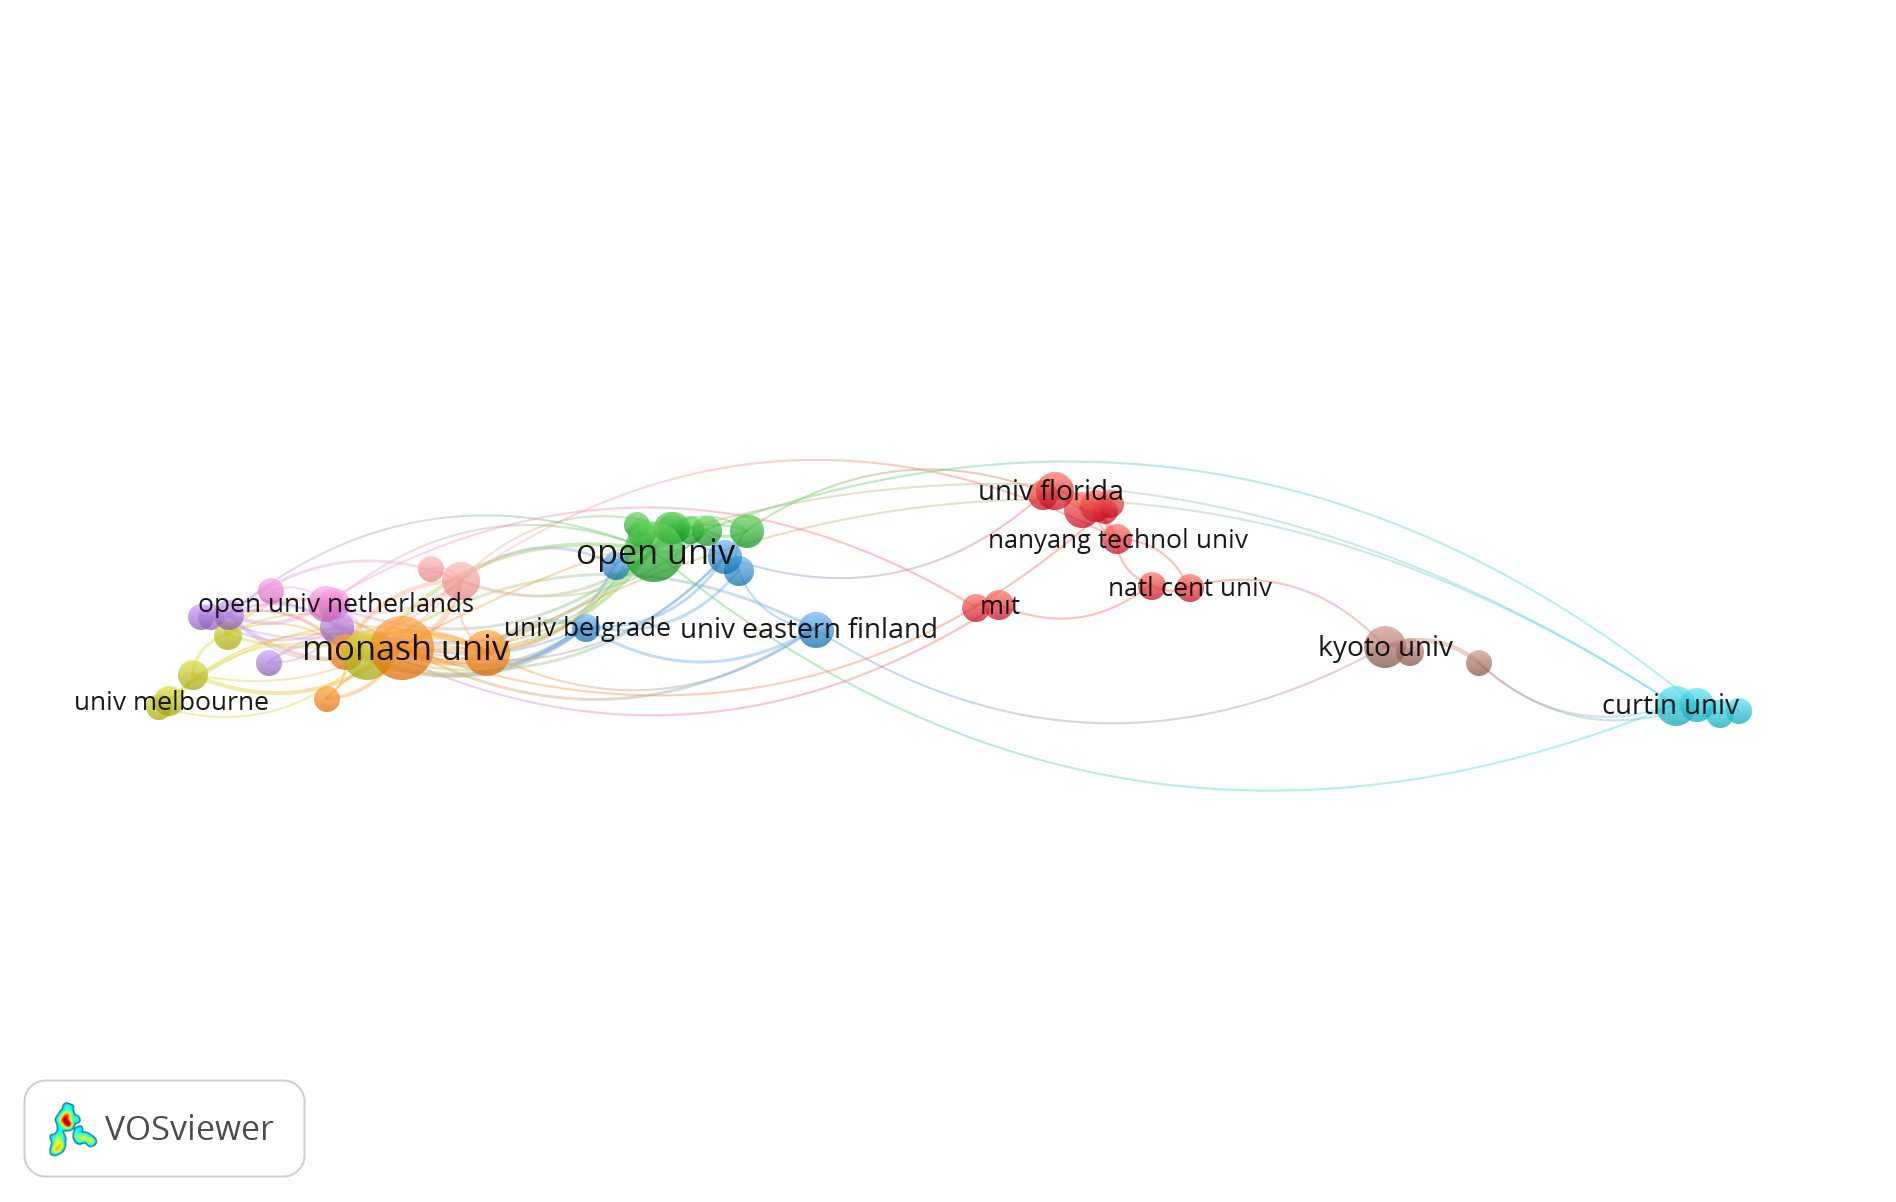 univ florida
nanyang technol univ
open univ
natl cent univ
open univ netherlands
mit
univ belgrade
univ eastern finland
monash univ
kyoto univ
univ melbourne
curtin univ
VOSviewer